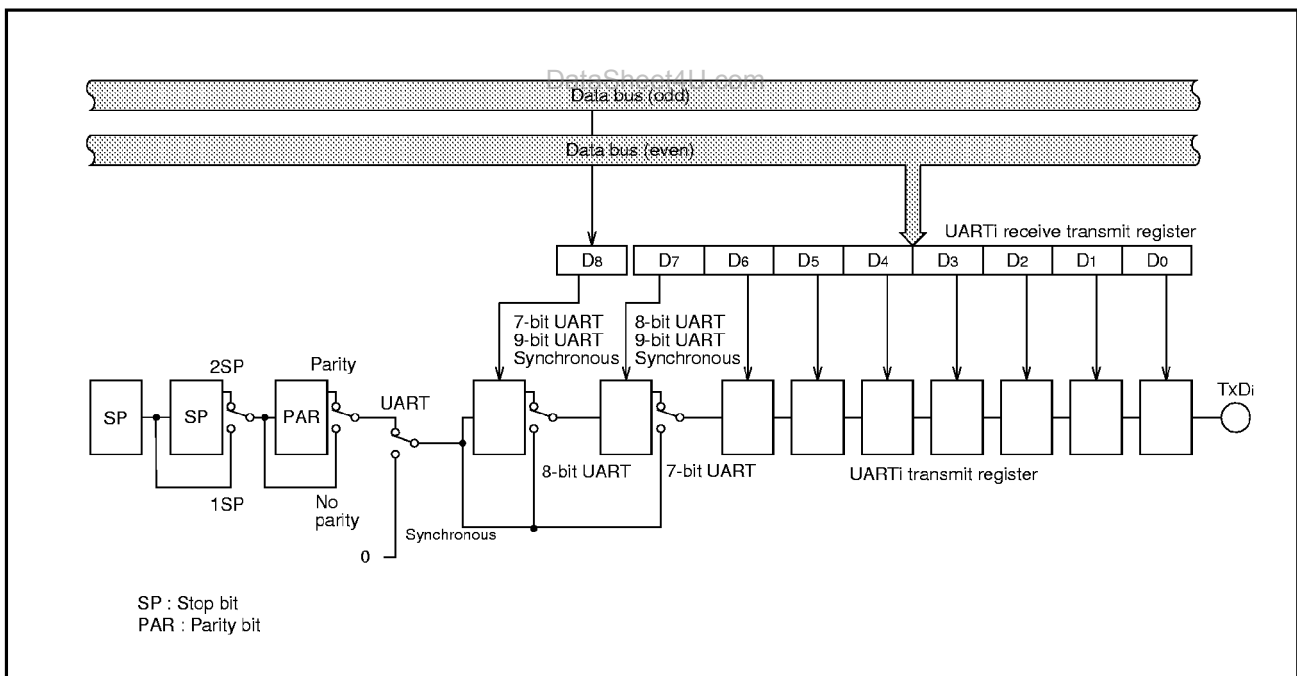 DataSheet4U.com
Data bus (odd)
Data bus (even)
UARTi receive transmit register
D8 D7 D6 D5 D4 D3 D2 D1 D0
7-bit UART
9-bit UART
Synchronous
8-bit UART
9-bit UART
Synchronous
2SP
Parity
UART
TxDi
SP
SP
PAR
8-bit UART
7-bit UART
UARTi transmit register
1SP
No
parity
Synchronous
0
SP : Stop bit
PAR : Parity bit